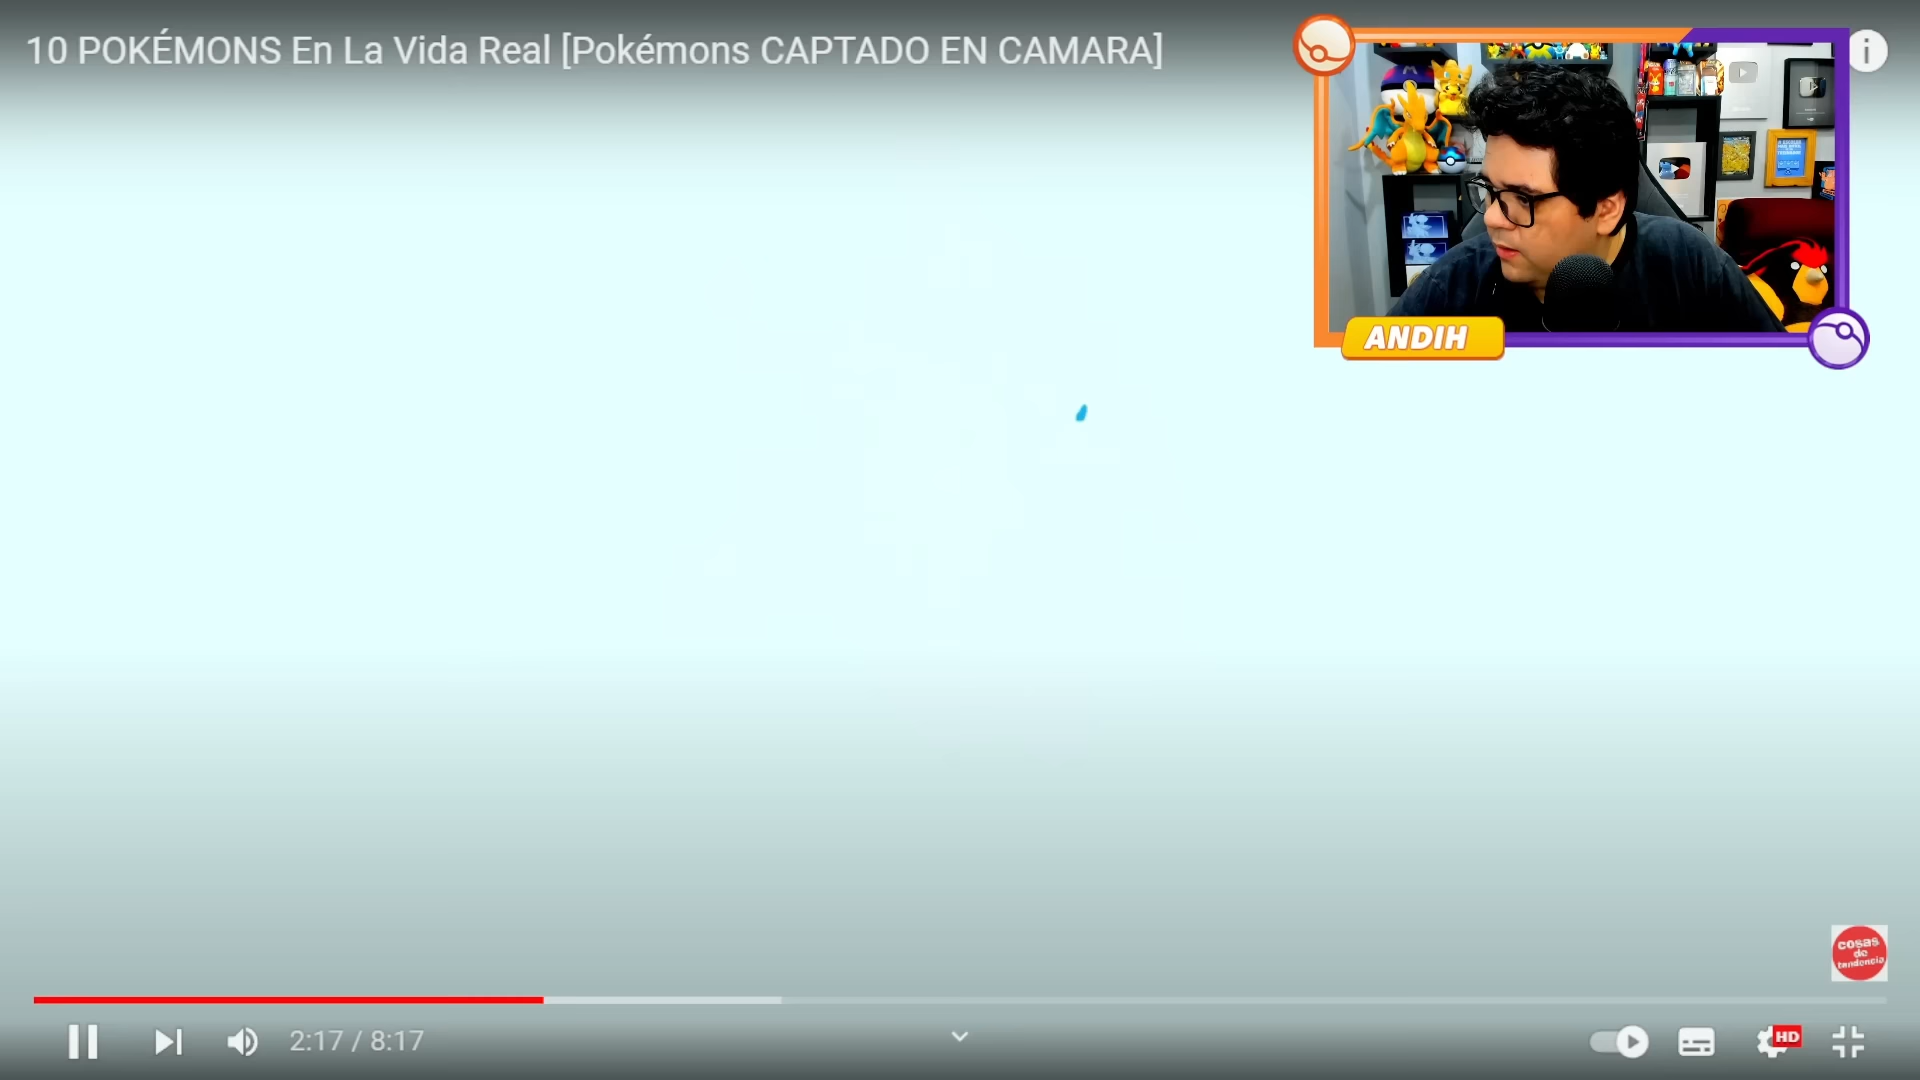 10 POKÉMONS En La Vida Real [Pokémons CAPTADO EN CAMARA]
ANDIH
cosas
de
tendencia
2:17 / 8:17
HD